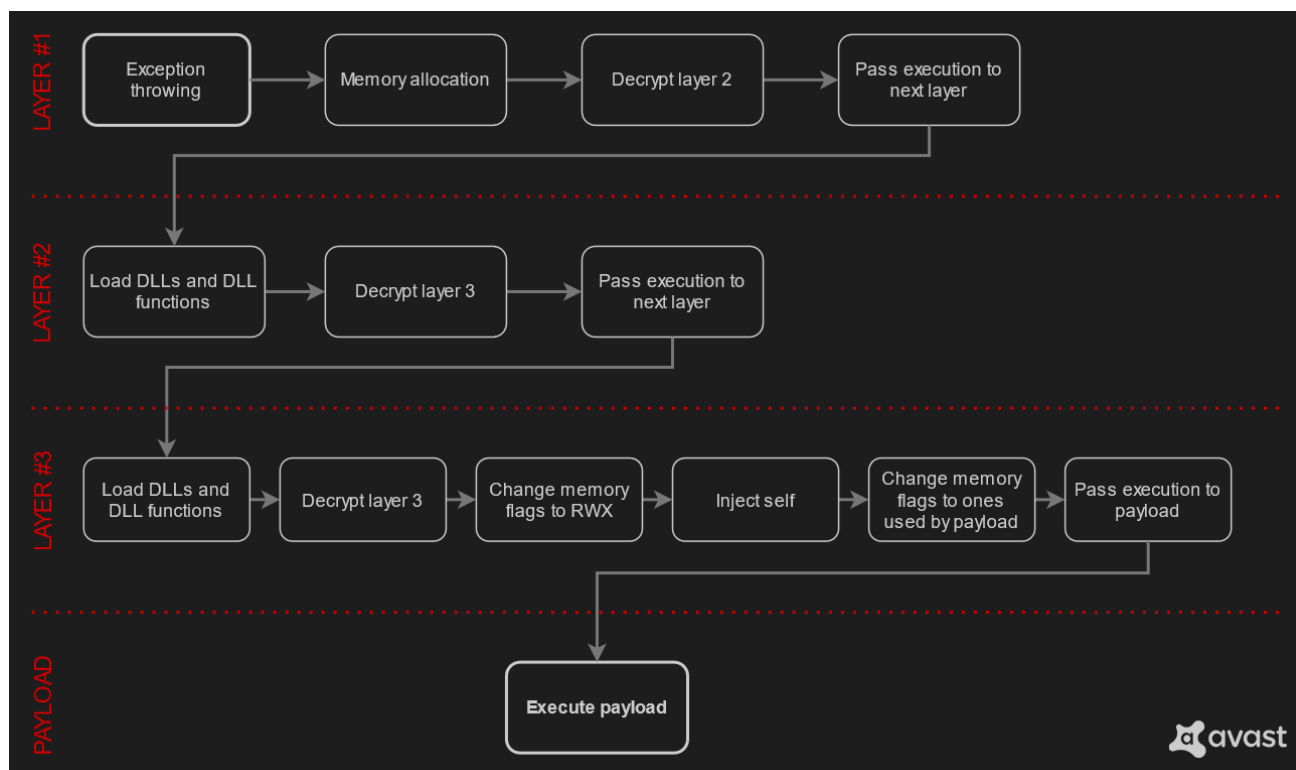 LAYER #1
Exception
throwing
Memory allocation
Decrypt layer 2
Pass execution to
next layer
LAYER #2
Load DLLs and DLL
functions
Decrypt layer 3
Pass execution to
next layer
LAYER #3
Load DLLs and
DLL functions
Decrypt layer 3
Change memory
flags to RWX
Inject self
Change memory
flags to ones
used by payload
Pass execution to
payload
PAYLOAD
Execute payload
avast